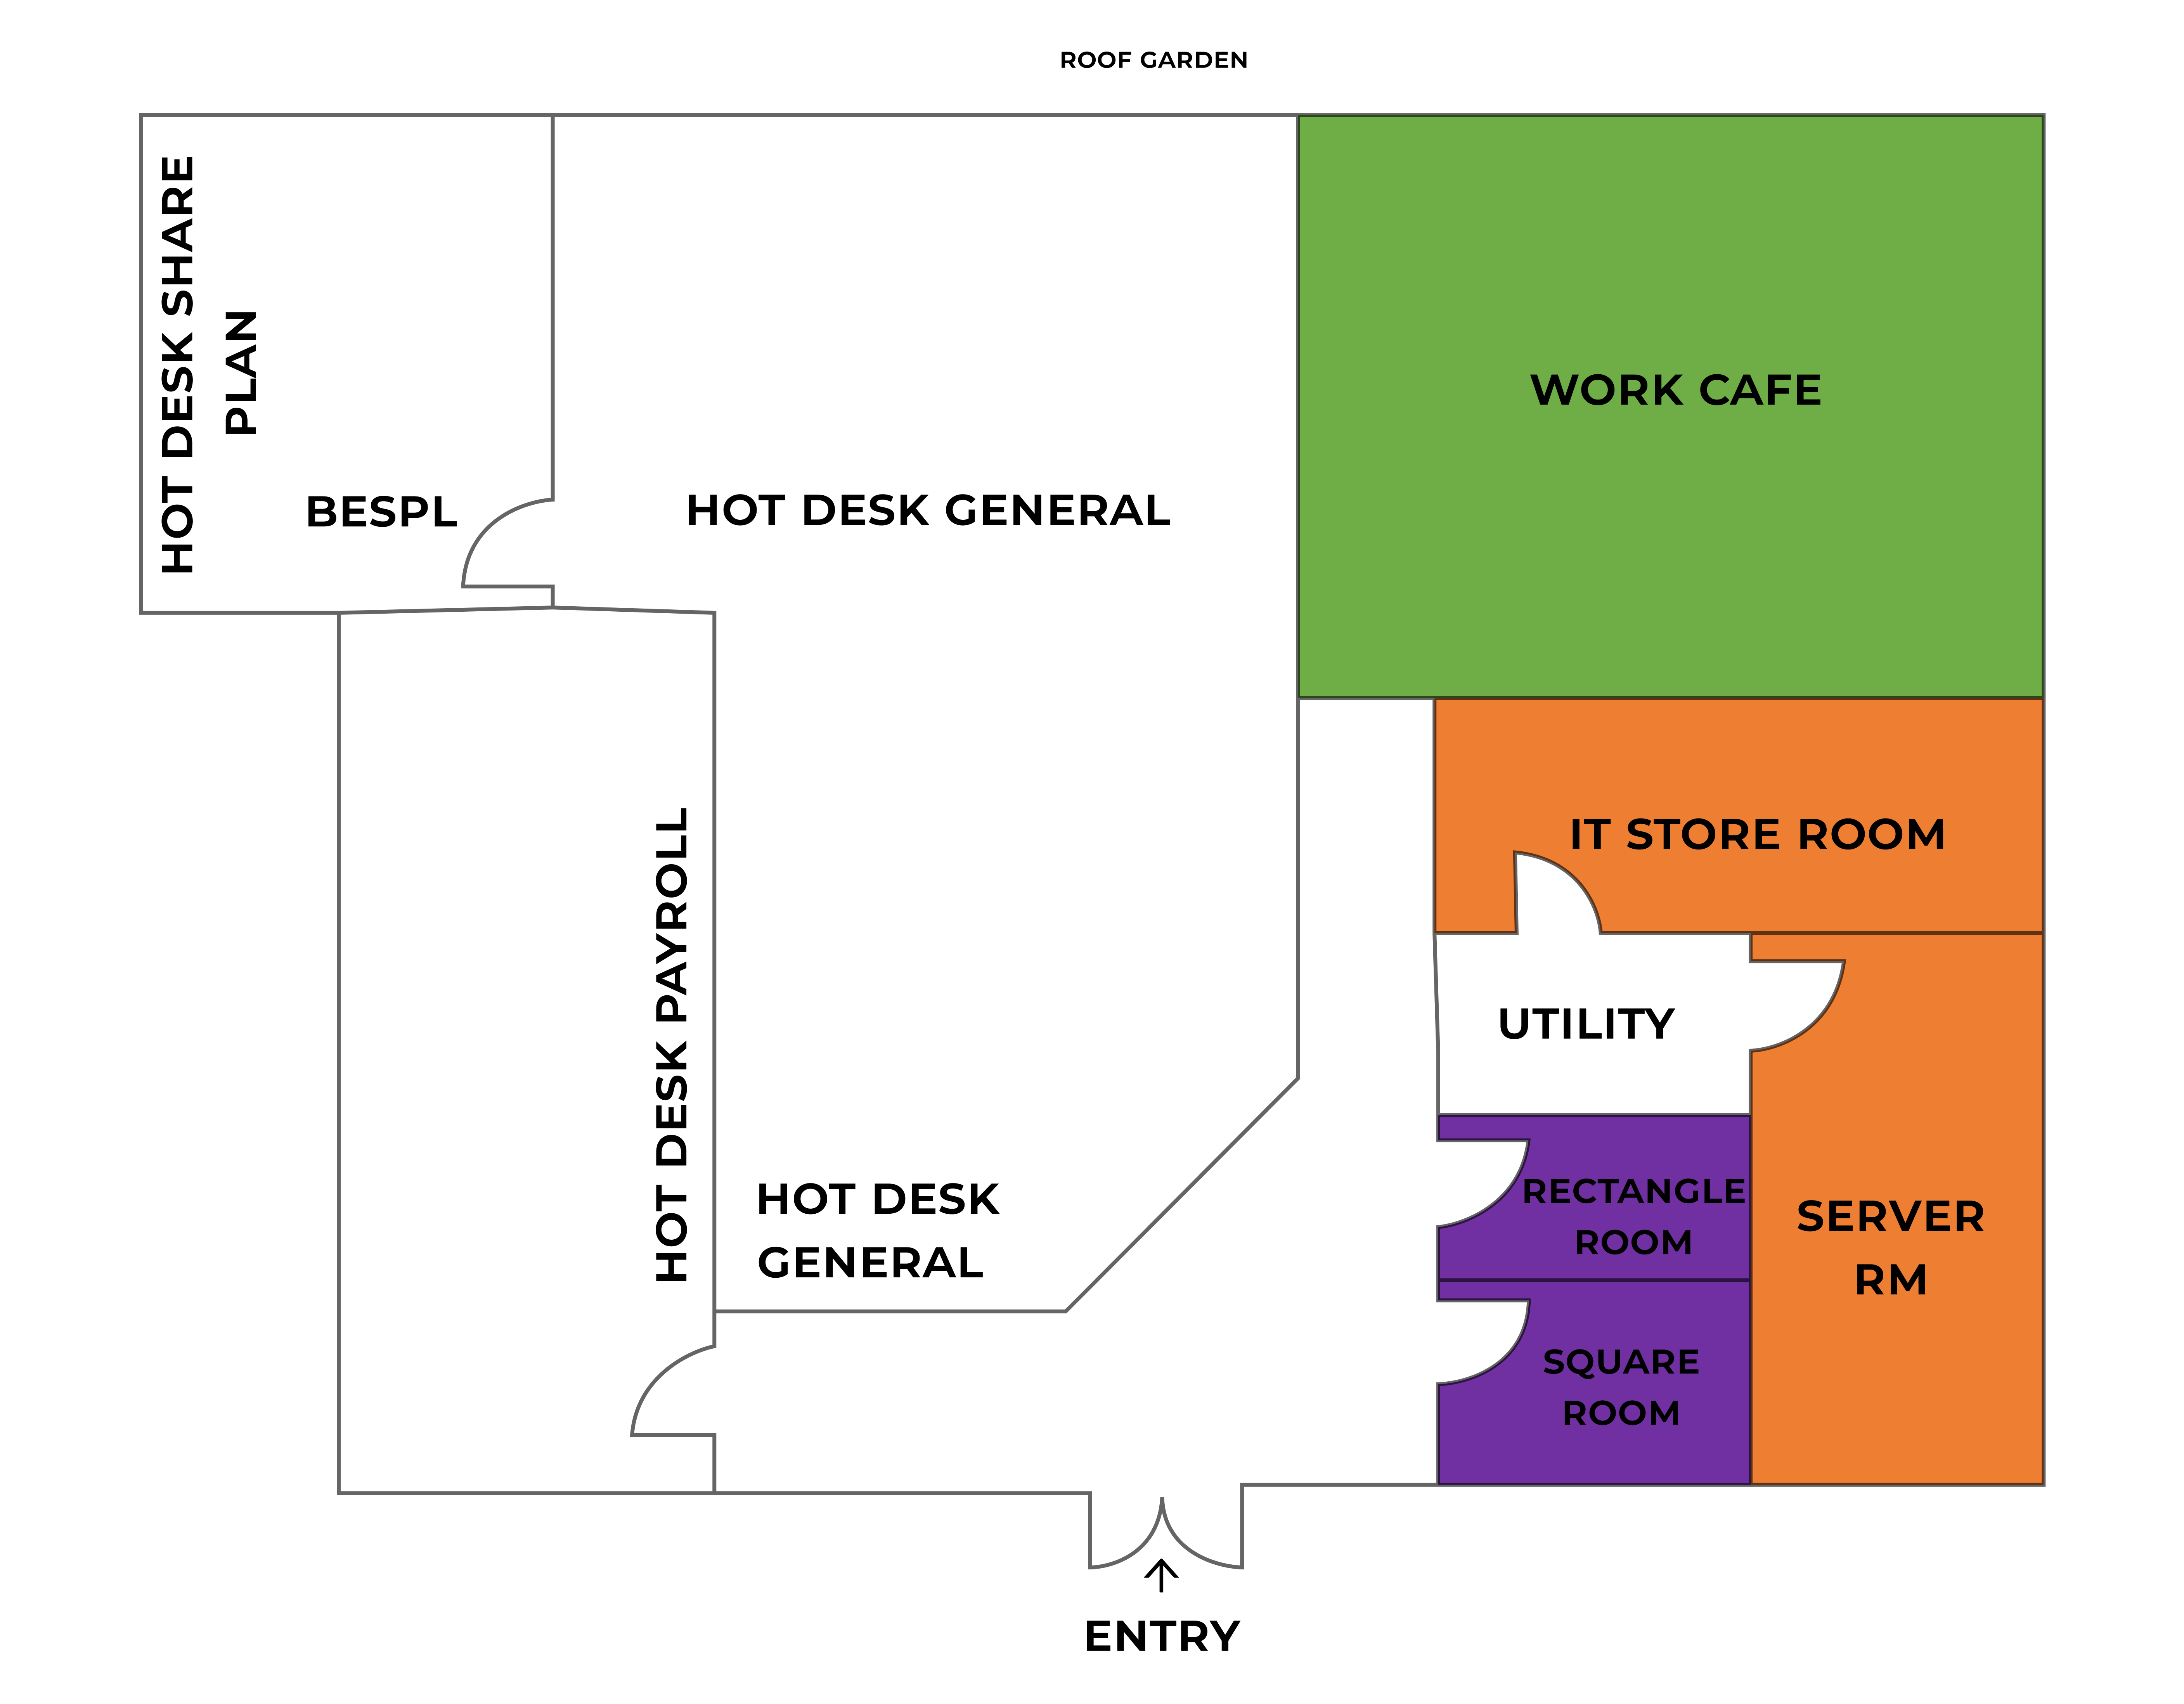 ROOF GARDEN
HOT DESK SHARE
PLAN
BESPL
HOT DESK GENERAL
WORK CAFE
IT STORE ROOM
UTILITY
HOT DESK PAYROLL
HOT DESK
GENERAL
RECTANGLE
ROOM
SERVER
RM
SQUARE
ROOM
ENTRY